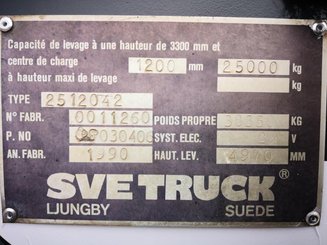 Capacité de levage à une hauteur de 3300 mm et
centre de charge 1200 mm 25000 kg
à hauteur maxi de levage kg
TYPE 2512042
N° FABR. 0011260 POIDS PROPRE KG
P. NO SYST. ELEC. V
AN. FABR. 1990 HAUT. LEV. MM
SVETRUCK®
LJUNGBY SUEDE